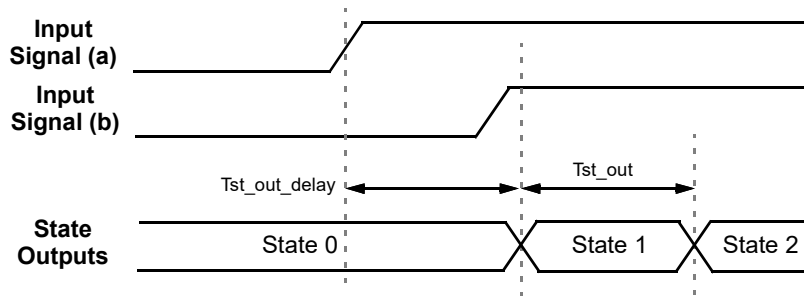 Input
Signal (a)
Input
Signal (b)
Tst_out_delay
Tst_out
State
Outputs
State 0
State 1
State 2